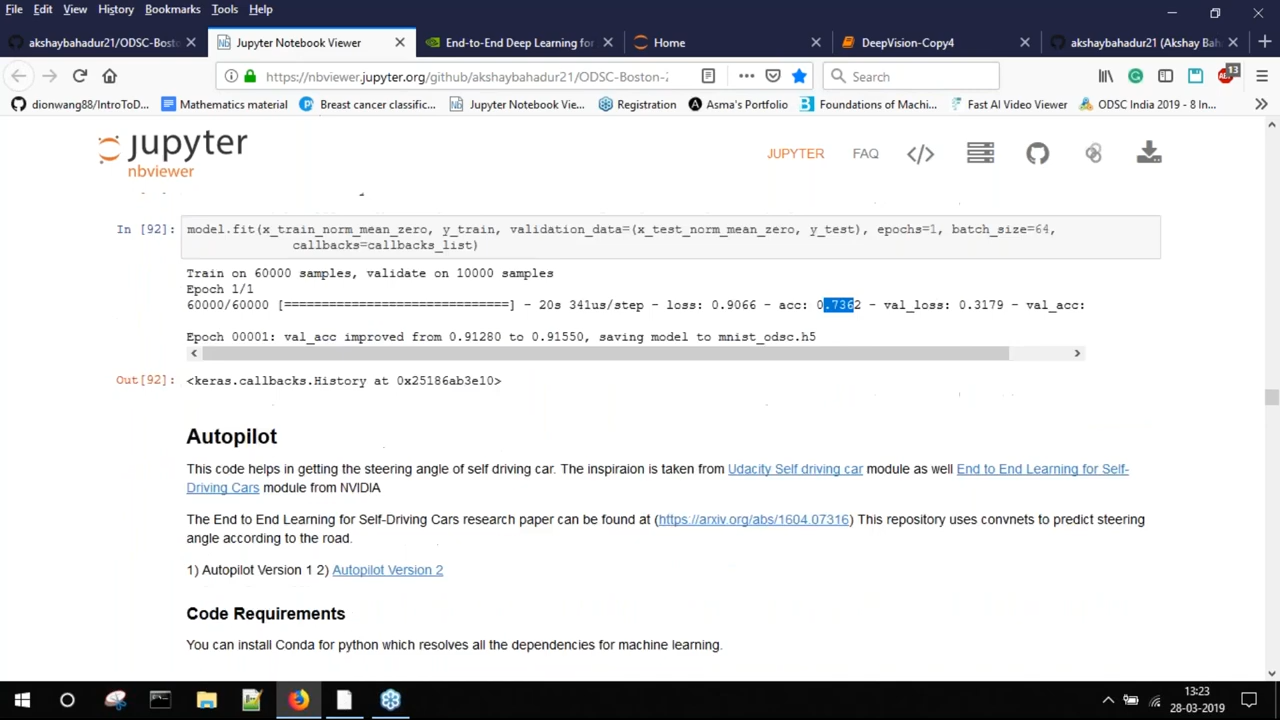 File Edit View History Bookmarks Tools Help
akshaybahadur21/ODSC-Bosto
Jupyter Notebook Viewer
End-to-End Deep Learning for
Home
DeepVision-Copy4
akshaybahadur21 (Akshay Bah
https://nbviewer.jupyter.org/github/akshaybahadur21/ODSC-Boston-2
Search
13
dionwang88/IntroToD...
Mathematics material
Breast cancer classific...
Jupyter Notebook Vie...
Registration
Asma's Portfolio
Foundations of Machi...
Fast AI Video Viewer
ODSC India 2019 - 8 In...
jupyter
nbviewer
JUPYTER FAQ
In [92]: model.fit(x_train_norm_mean_zero, y_train, validation_data=(x_test_norm_mean_zero, y_test), epochs=1, batch_size=64,
callbacks=callbacks_list)
Train on 60000 samples, validate on 10000 samples
Epoch 1/1
60000/60000 [==============================] - 20s 341us/step - loss: 0.9066 - acc: 0.7362 - val_loss: 0.3179 - val_acc:
Epoch 00001: val_acc improved from 0.91280 to 0.91550, saving model to mnist_odsc.h5
Out[92]: <keras.callbacks.History at 0x25186ab3e10>
Autopilot
This code helps in getting the steering angle of self driving car. The inspiraion is taken from Udacity Self driving car module as well End to End Learning for Self-
Driving Cars module from NVIDIA
The End to End Learning for Self-Driving Cars research paper can be found at (https://arxiv.org/abs/1604.07316) This repository uses convnets to predict steering
angle according to the road.
1) Autopilot Version 1 2) Autopilot Version 2
Code Requirements
You can install Conda for python which resolves all the dependencies for machine learning.
13:23
28-03-2019